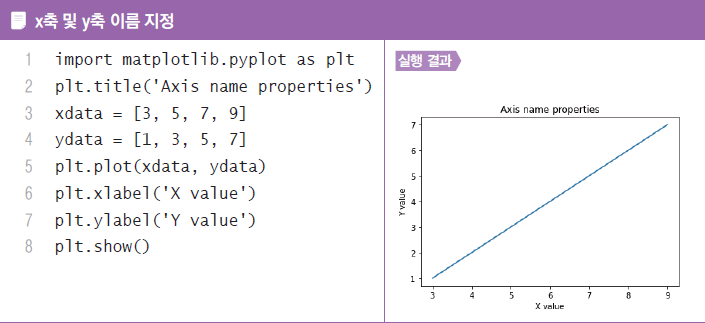 x축 및 y축 이름 지정
1 import matplotlib.pyplot as plt
2 plt.title('Axis name properties')
3 xdata = [3, 5, 7, 9]
4 ydata = [1, 3, 5, 7]
5 plt.plot(xdata, ydata)
6 plt.xlabel('X value')
7 plt.ylabel('Y value')
8 plt.show()
실행 결과
Axis name properties
7
6
5
4
3
2
1
Y value
3 4 5 6 7 8 9
X value